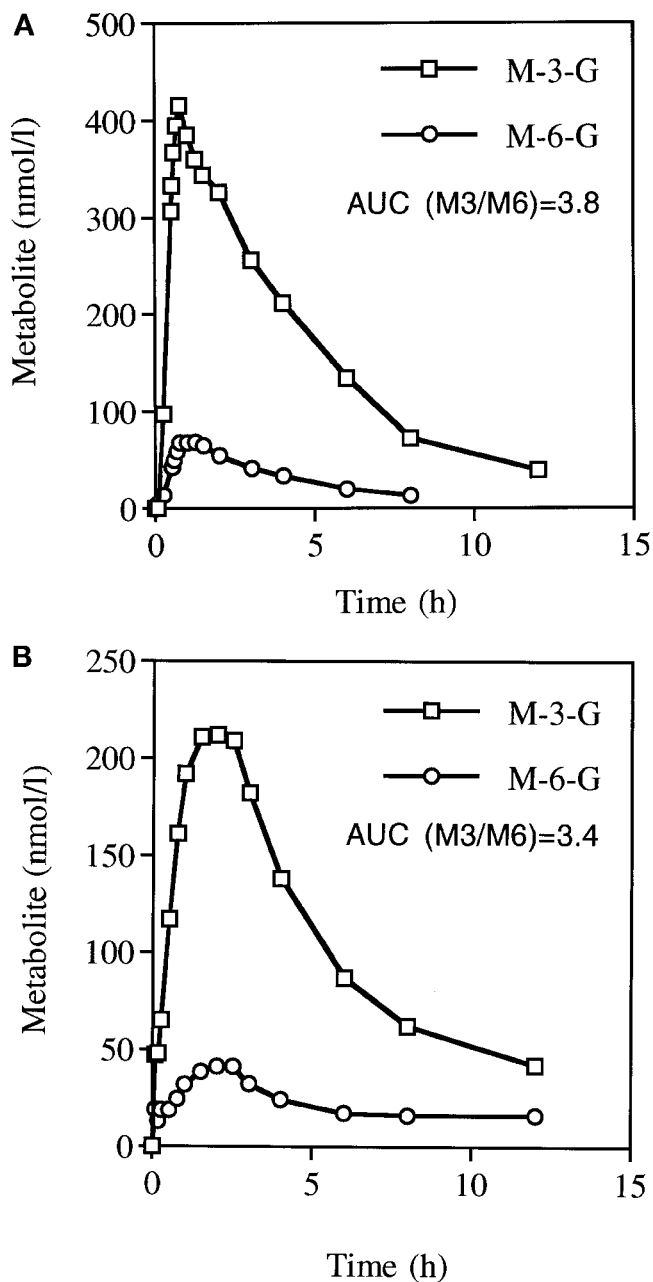 A
500
400
300
200
100
0
Metabolite (nmol/l)
M-3-G
M-6-G
AUC (M3/M6)=3.8
0 5 10 15
Time (h)
B
250
200
150
100
50
0
Metabolite (nmol/l)
M-3-G
M-6-G
AUC (M3/M6)=3.4
0 5 10 15
Time (h)